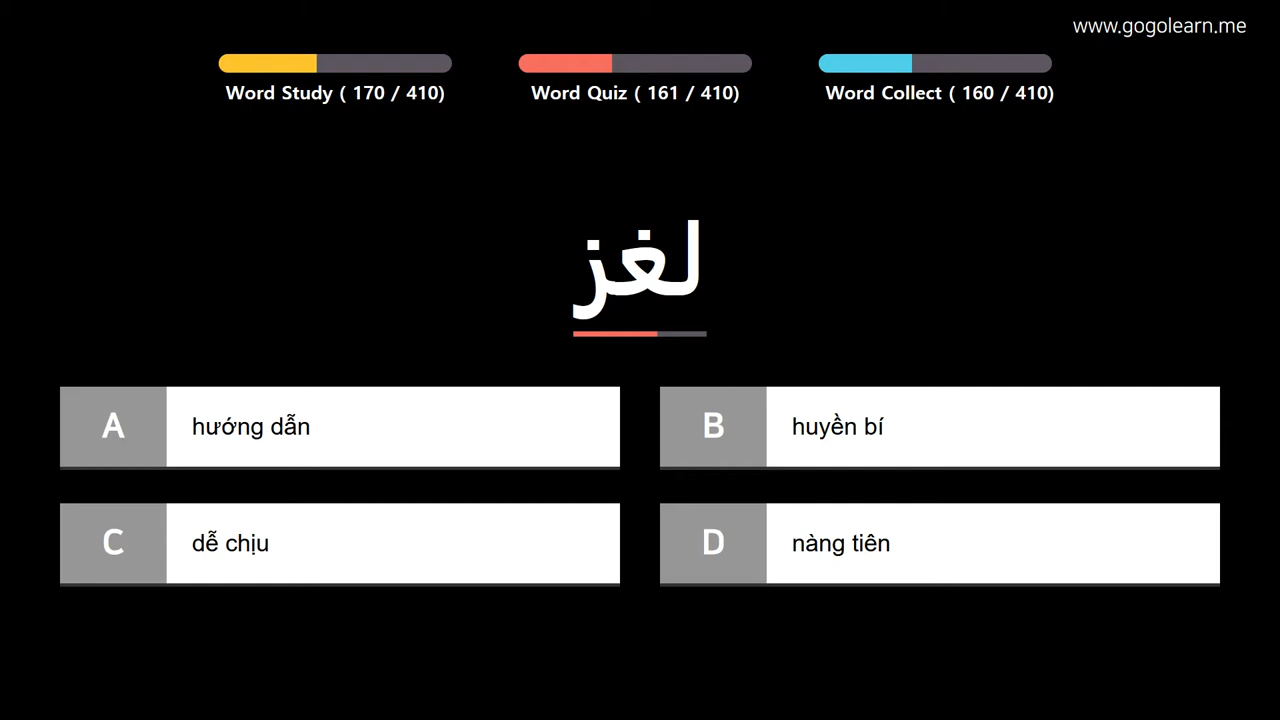 www.gogolearn.me
Word Study ( 170 / 410)
Word Quiz ( 161 / 410)
Word Collect ( 160 / 410)
لغز
A
hướng dẫn
B
huyền bí
C
dễ chịu
D
nàng tiên